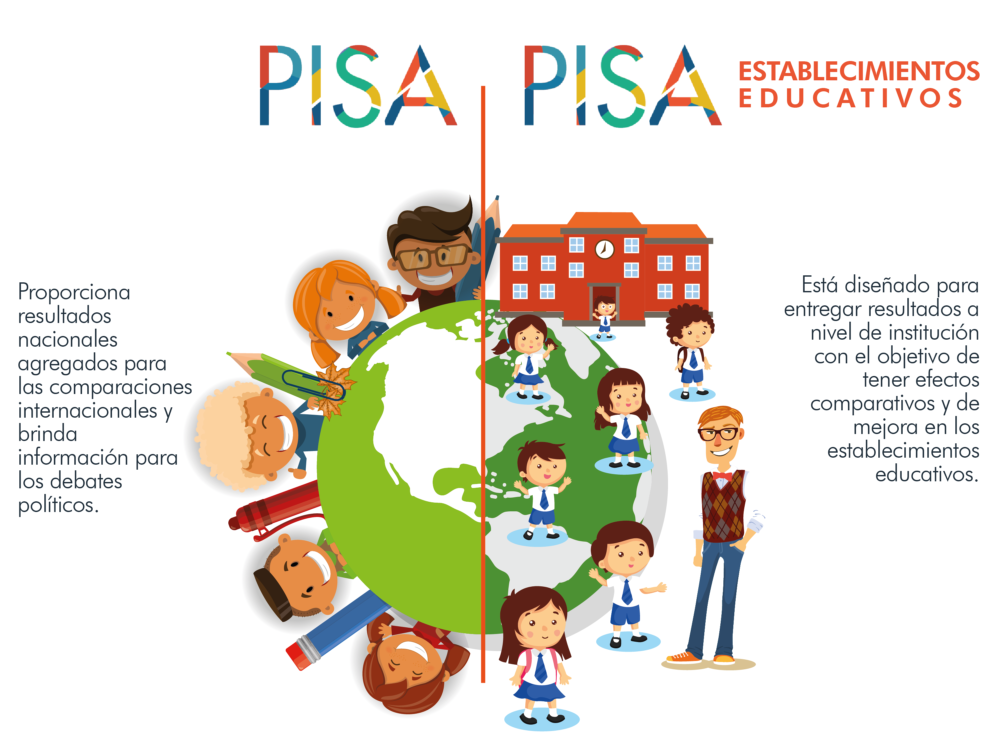 PISA
PISA
ESTABLECIMIENTOS
EDUCATIVOS
Proporciona
resultados
nacionales
agregados para
las comparaciones
internacionales y
brinda
información para
los debates
políticos.
Está diseñado para
entregar resultados a
nivel de institución
con el objetivo de
tener efectos
comparativos y de
mejora en los
establecimientos
educativos.